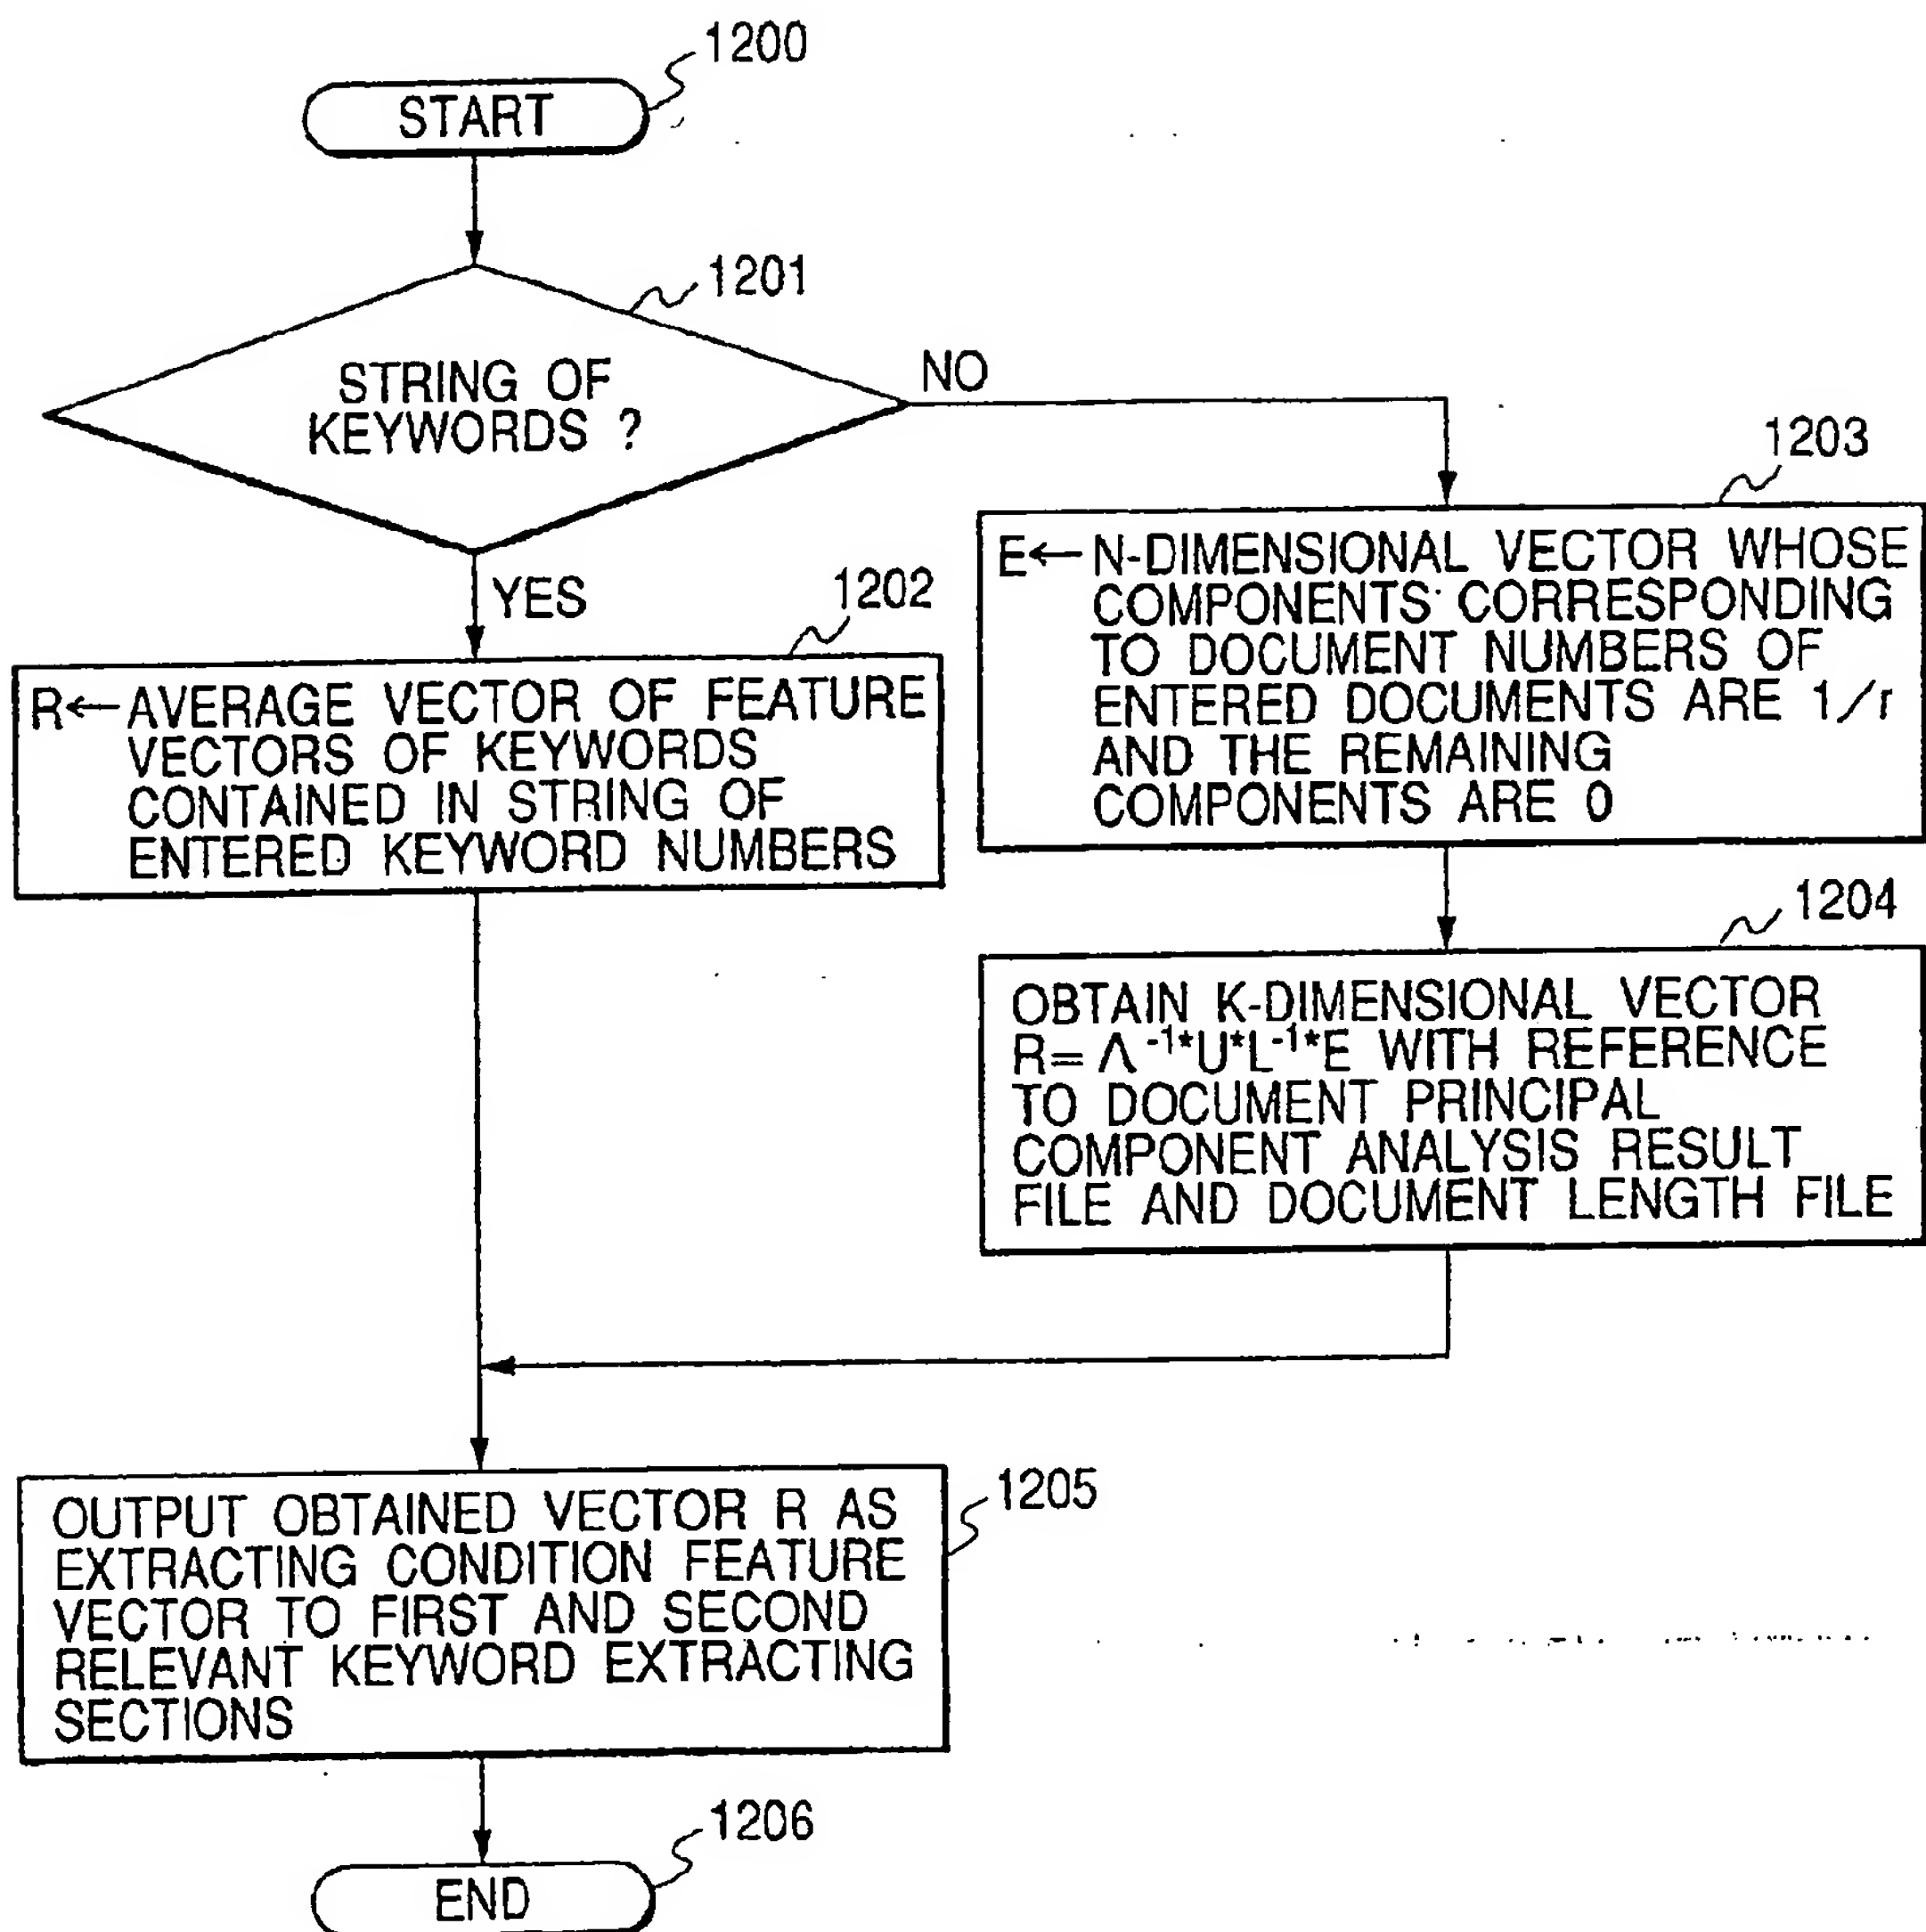 1200
START
1201
STRING OF
KEYWORDS ?
NO
YES
1202
R←AVERAGE VECTOR OF FEATURE
VECTORS OF KEYWORDS
CONTAINED IN STRING OF
ENTERED KEYWORD NUMBERS
1203
E←N-DIMENSIONAL VECTOR WHOSE
COMPONENTS CORRESPONDING
TO DOCUMENT NUMBERS OF
ENTERED DOCUMENTS ARE 1/r
AND THE REMAINING
COMPONENTS ARE 0
1204
OBTAIN K-DIMENSIONAL VECTOR
R= Λ⁻¹*U*L⁻¹*E WITH REFERENCE
TO DOCUMENT PRINCIPAL
COMPONENT ANALYSIS RESULT
FILE AND DOCUMENT LENGTH FILE
1205
OUTPUT OBTAINED VECTOR R AS
EXTRACTING CONDITION FEATURE
VECTOR TO FIRST AND SECOND
RELEVANT KEYWORD EXTRACTING
SECTIONS
1206
END